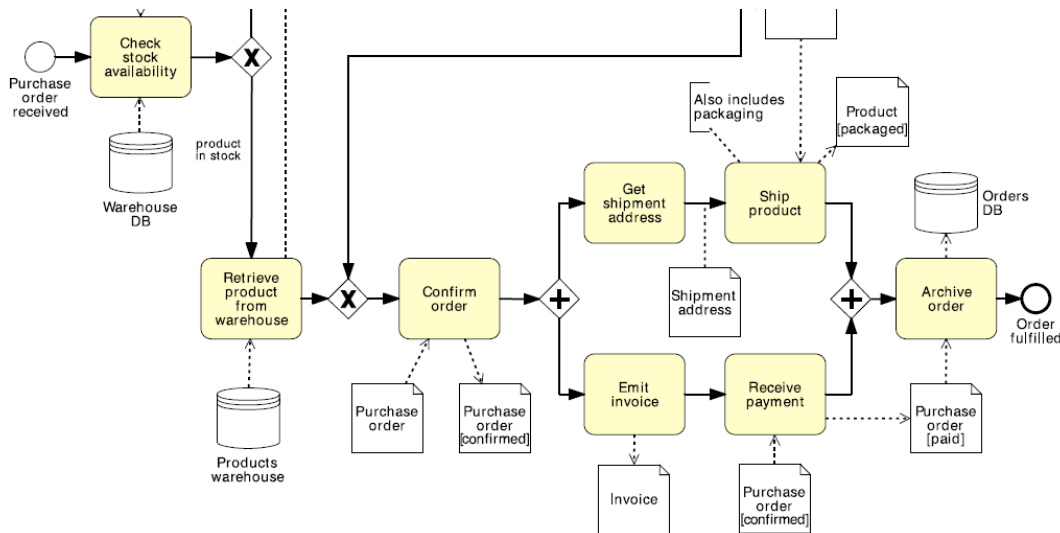 Check
stock
availability
X
Purchase
order
received
Also includes
packaging
Product
[packaged]
product
in stock
Warehouse
DB
Get
shipment
address
Ship
product
Orders
DB
Retrieve
product
from
warehouse
X
Confirm
order
+
Shipment
address
+
Archive
order
Order
fulfilled
Purchase
order
Purchase
order
[confirmed]
Emit
invoice
Receive
payment
Purchase
order
[paid]
Products
warehouse
Invoice
Purchase
order
[confirmed]